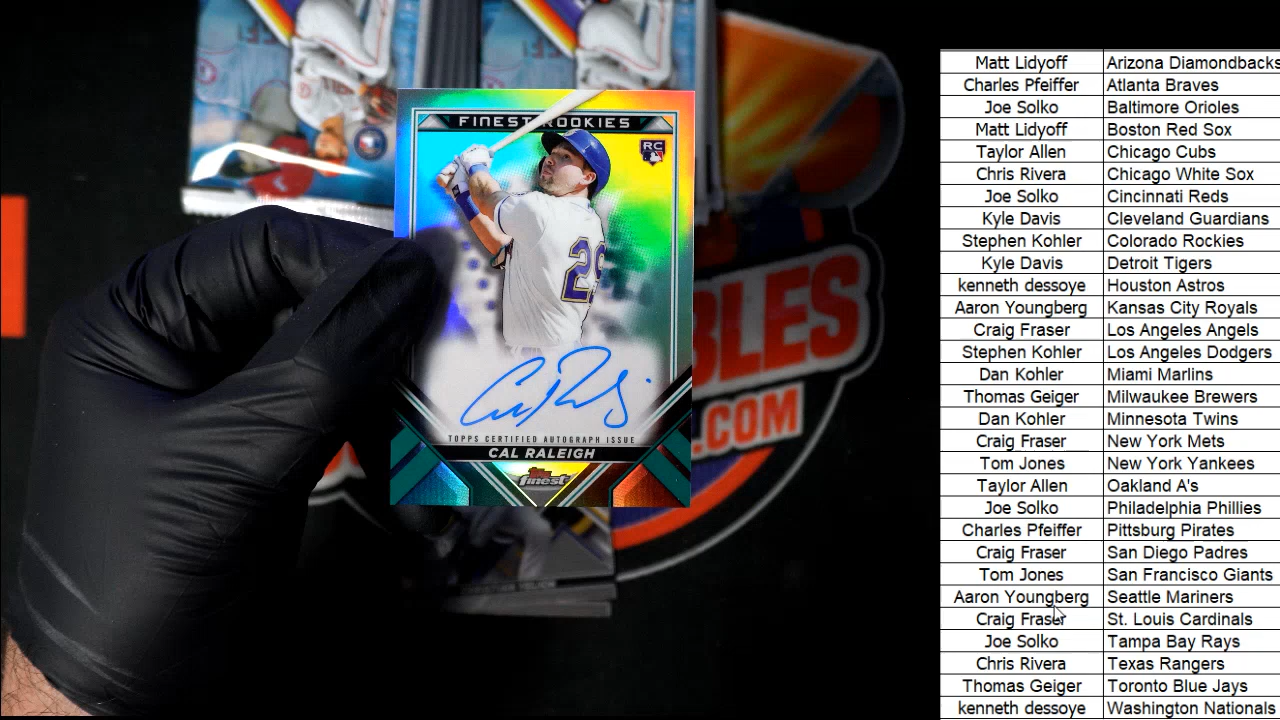 FINEST ROOKIES
RC
29
TOPPS CERTIFIED AUTOGRAPH ISSUE
CAL RALEIGH
Topps
finest
BLES
.COM
Matt Lidyoff Arizona Diamondbacks
Charles Pfeiffer Atlanta Braves
Joe Solko Baltimore Orioles
Matt Lidyoff Boston Red Sox
Taylor Allen Chicago Cubs
Chris Rivera Chicago White Sox
Joe Solko Cincinnati Reds
Kyle Davis Cleveland Guardians
Stephen Kohler Colorado Rockies
Kyle Davis Detroit Tigers
kenneth dessoye Houston Astros
Aaron Youngberg Kansas City Royals
Craig Fraser Los Angeles Angels
Stephen Kohler Los Angeles Dodgers
Dan Kohler Miami Marlins
Thomas Geiger Milwaukee Brewers
Dan Kohler Minnesota Twins
Craig Fraser New York Mets
Tom Jones New York Yankees
Taylor Allen Oakland A's
Joe Solko Philadelphia Phillies
Charles Pfeiffer Pittsburg Pirates
Craig Fraser San Diego Padres
Tom Jones San Francisco Giants
Aaron Youngberg Seattle Mariners
Craig Fraser St. Louis Cardinals
Joe Solko Tampa Bay Rays
Chris Rivera Texas Rangers
Thomas Geiger Toronto Blue Jays
kenneth dessoye Washington Nationals